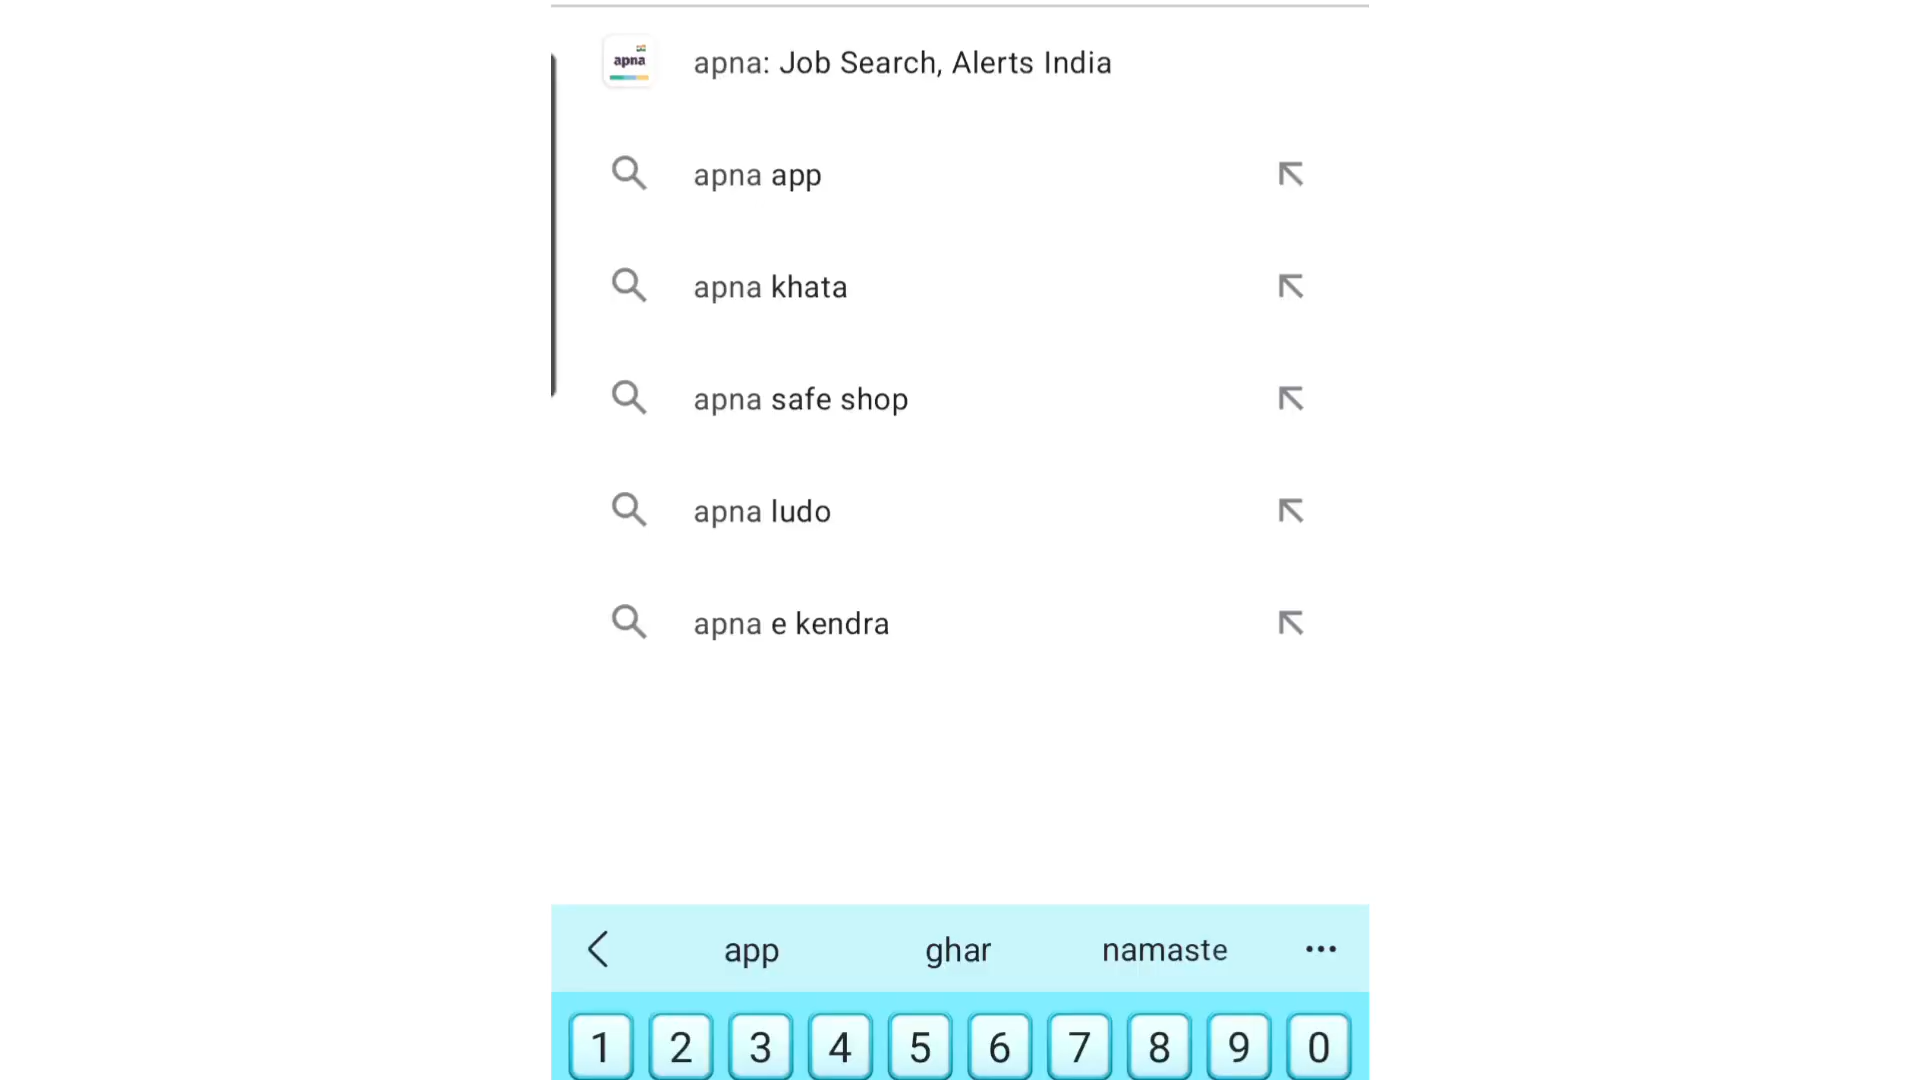 apna
apna: Job Search, Alerts India
apna app
apna khata
apna safe shop
apna ludo
apna e kendra
app ghar namaste
1 2 3 4 5 6 7 8 9 0